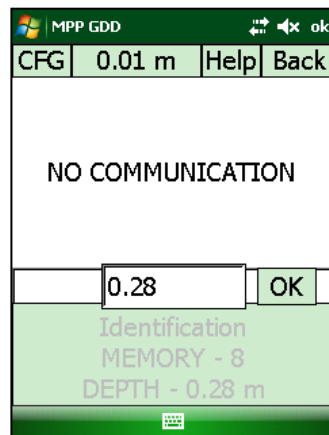 MPP GDD ok
CFG 0.01 m Help Back
NO COMMUNICATION
0.28 OK
Identification
MEMORY - 8
DEPTH - 0.28 m